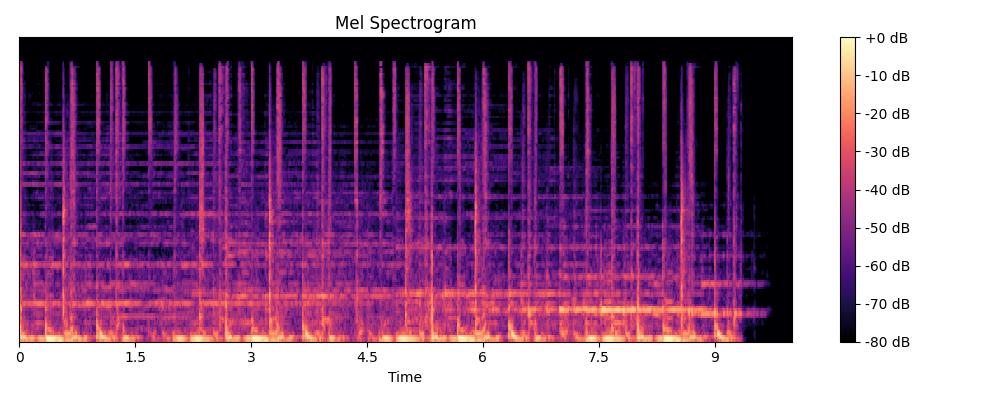 Mel Spectrogram
+0 dB
-10 dB
-20 dB
-30 dB
-40 dB
-50 dB
-60 dB
-70 dB
-80 dB
0 1.5 3 4.5 6 7.5 9
Time